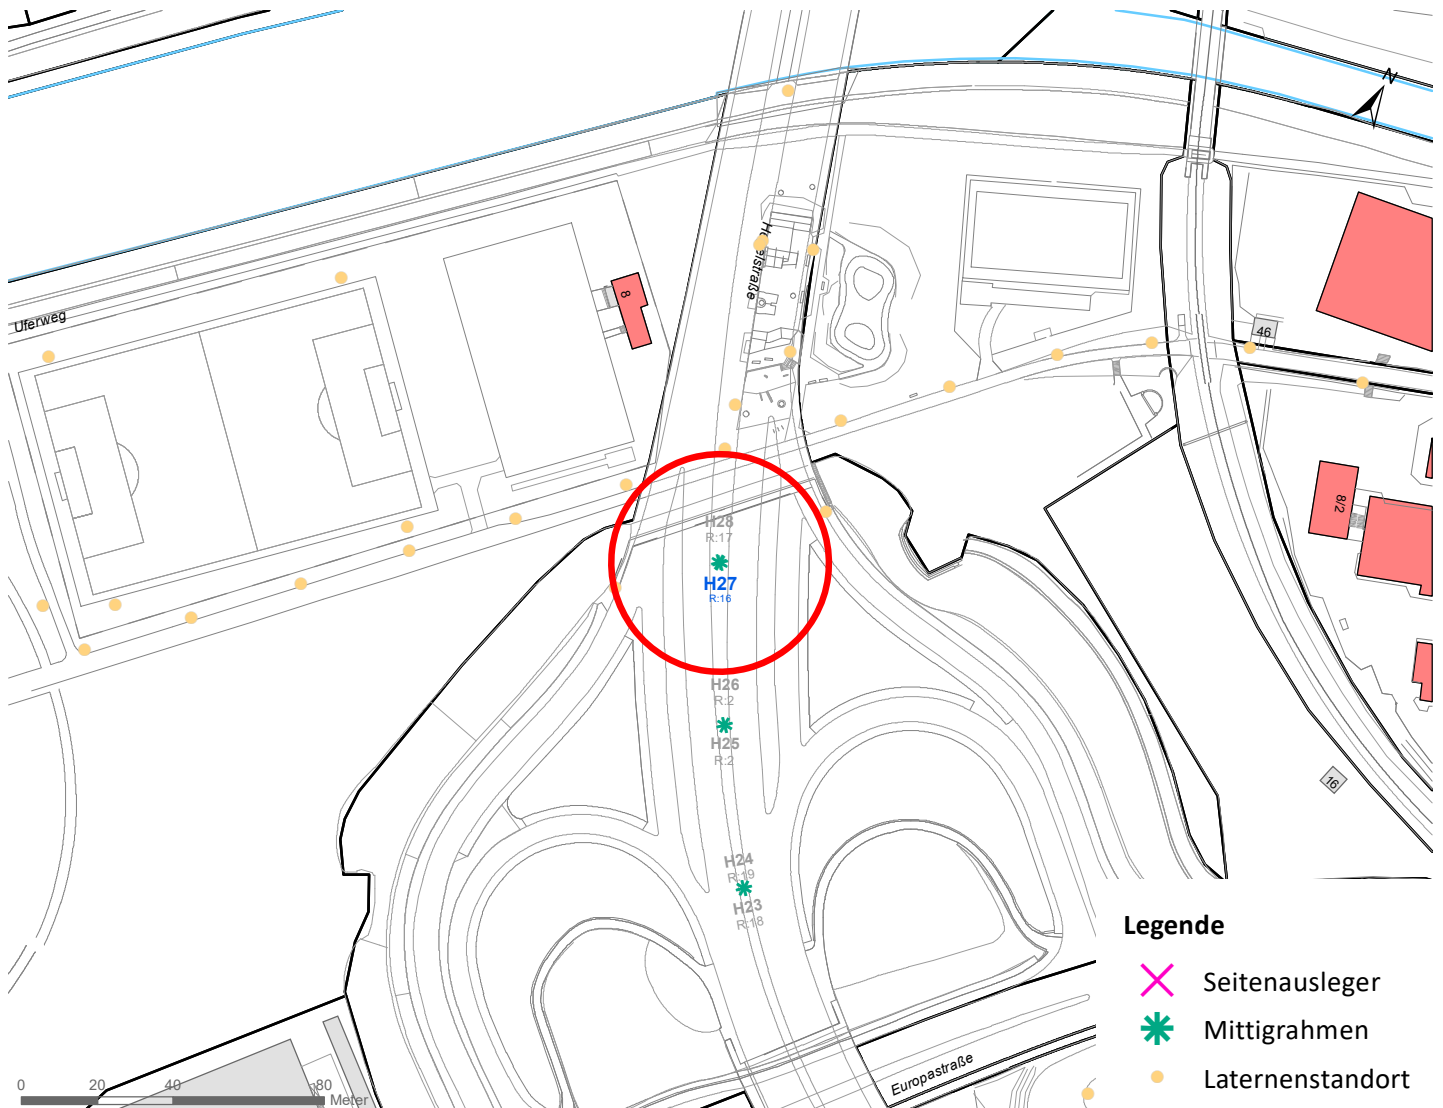 N
Uferweg
8
46
8/2
H28
R:17
H27
R:16
H26
R:2
H25
R:2
H24
R:19
H23
R:18
16
Europastraße
0 20 40 80
Meter
Legende
Seitenausleger
Mittigrahmen
Laternenstandort